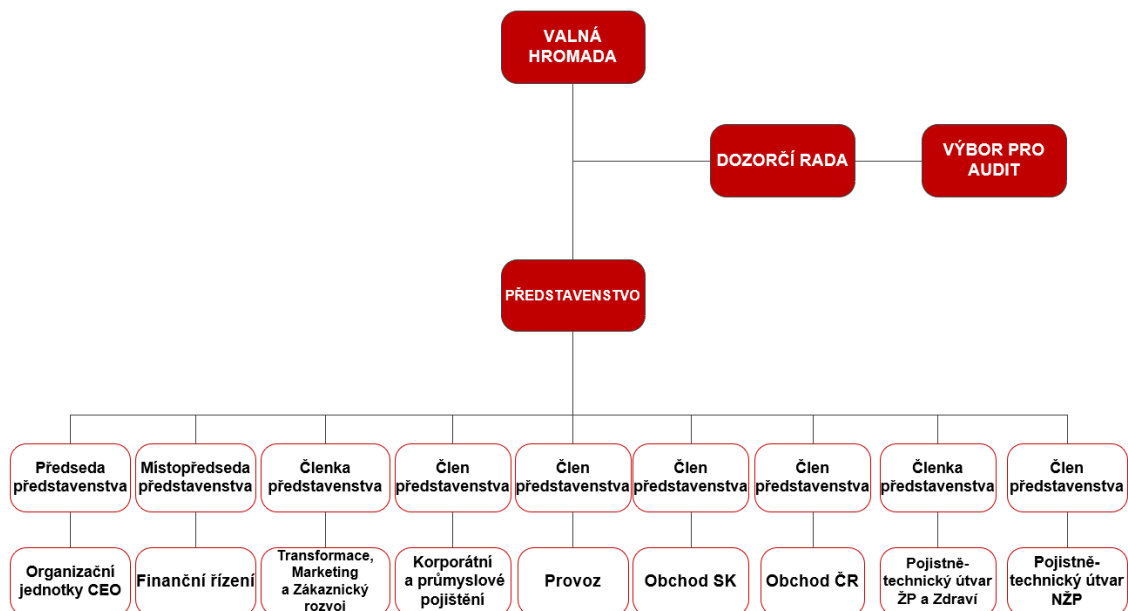 VALNÁ
HROMADA
DOZORČÍ RADA
VÝBOR PRO
AUDIT
PŘEDSTAVENSTVO
Předseda
představenstva
Místopředseda
představenstva
Členka
představenstva
Člen
představenstva
Člen
představenstva
Člen
představenstva
Člen
představenstva
Členka
představenstva
Člen
představenstva
Organizační
jednotky CEO
Finanční řízení
Transformace,
Marketing
a Zákaznický
rozvoj
Korporátní
a průmyslové
pojištění
Provoz
Obchod SK
Obchod ČR
Pojistně-
technický útvar
ŽP a Zdraví
Pojistně-
technický útvar
NŽP